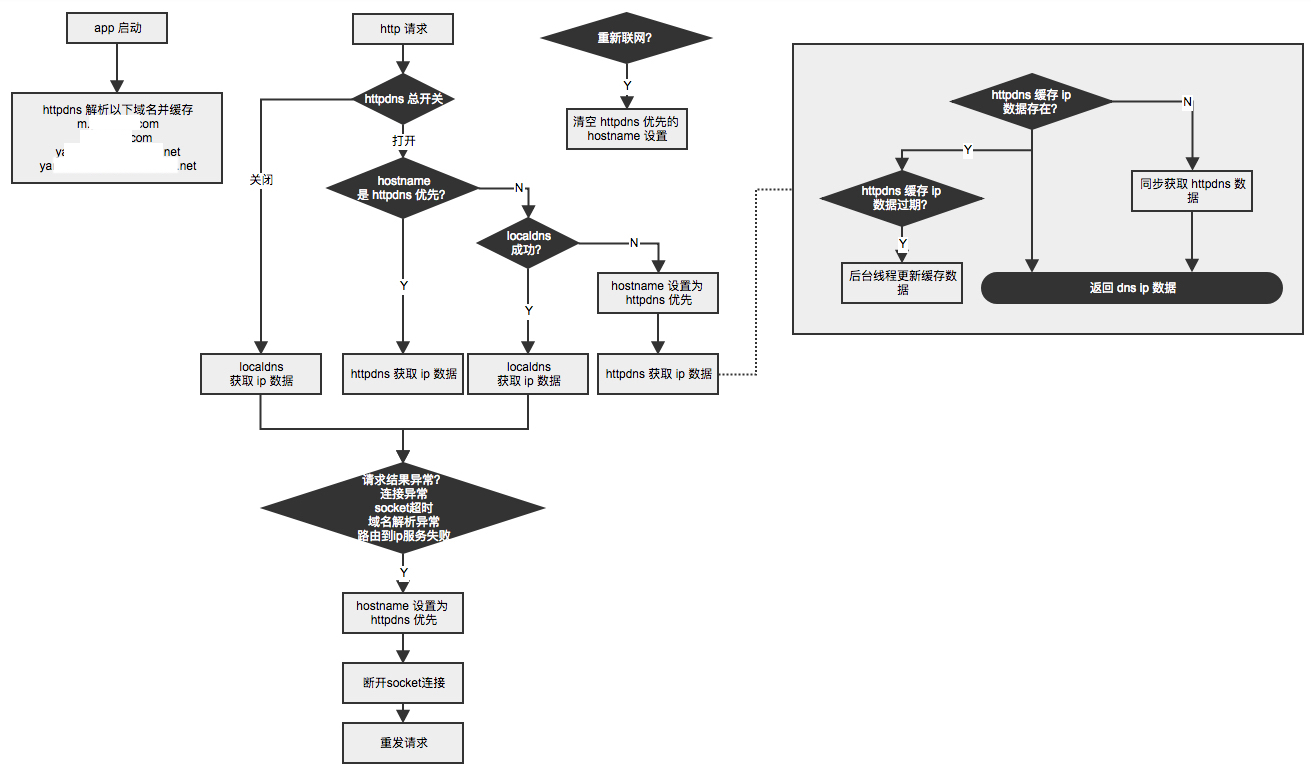 app 启动
httpdns 解析以下域名并缓存
m. com
com
ya net
yar .net
http 请求
httpdns 总开关
关闭
打开
hostname
是 httpdns 优先?
N
Y
localdns
成功?
N
Y
hostname 设置为
httpdns 优先
localdns
获取 ip 数据
httpdns 获取 ip 数据
localdns
获取 ip 数据
httpdns 获取 ip 数据
请求结果异常?
连接异常
socket超时
域名解析异常
路由到ip服务失败
Y
hostname 设置为
httpdns 优先
断开socket连接
重发请求
重新联网?
Y
清空 httpdns 优先的
hostname 设置
httpdns 缓存 ip
数据存在?
N
Y
httpdns 缓存 ip
数据过期?
同步获取 httpdns 数
据
Y
后台线程更新缓存数
据
返回 dns ip 数据